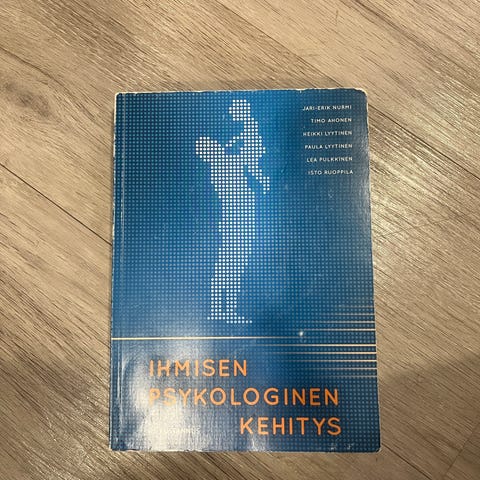 JARI-ERIK NURMI
TIMO AHONEN
HEIKKI LYYTINEN
PAULA LYYTINEN
LEA PULKKINEN
ISTO RUOPPILA
IHMISEN
PSYKOLOGINEN
KEHITYS